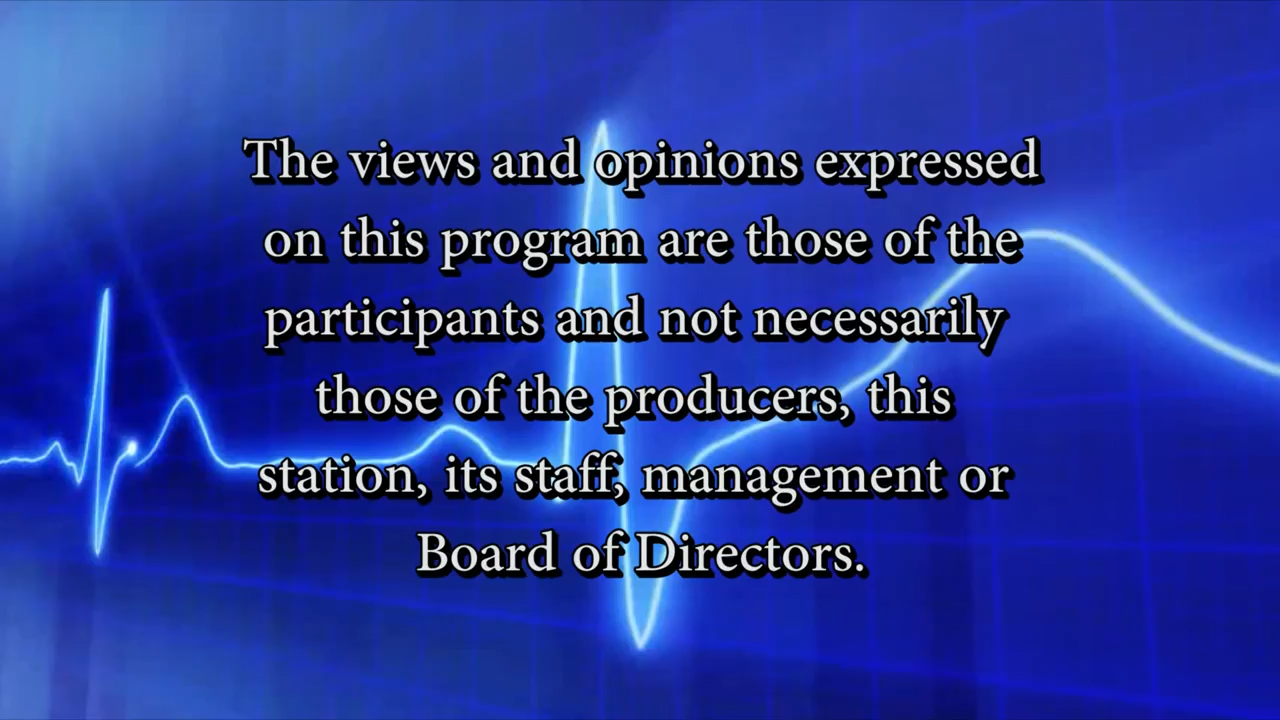 The views and opinions expressed
on this program are those of the
participants and not necessarily
those of the producers, this
station, its staff, management or
Board of Directors.